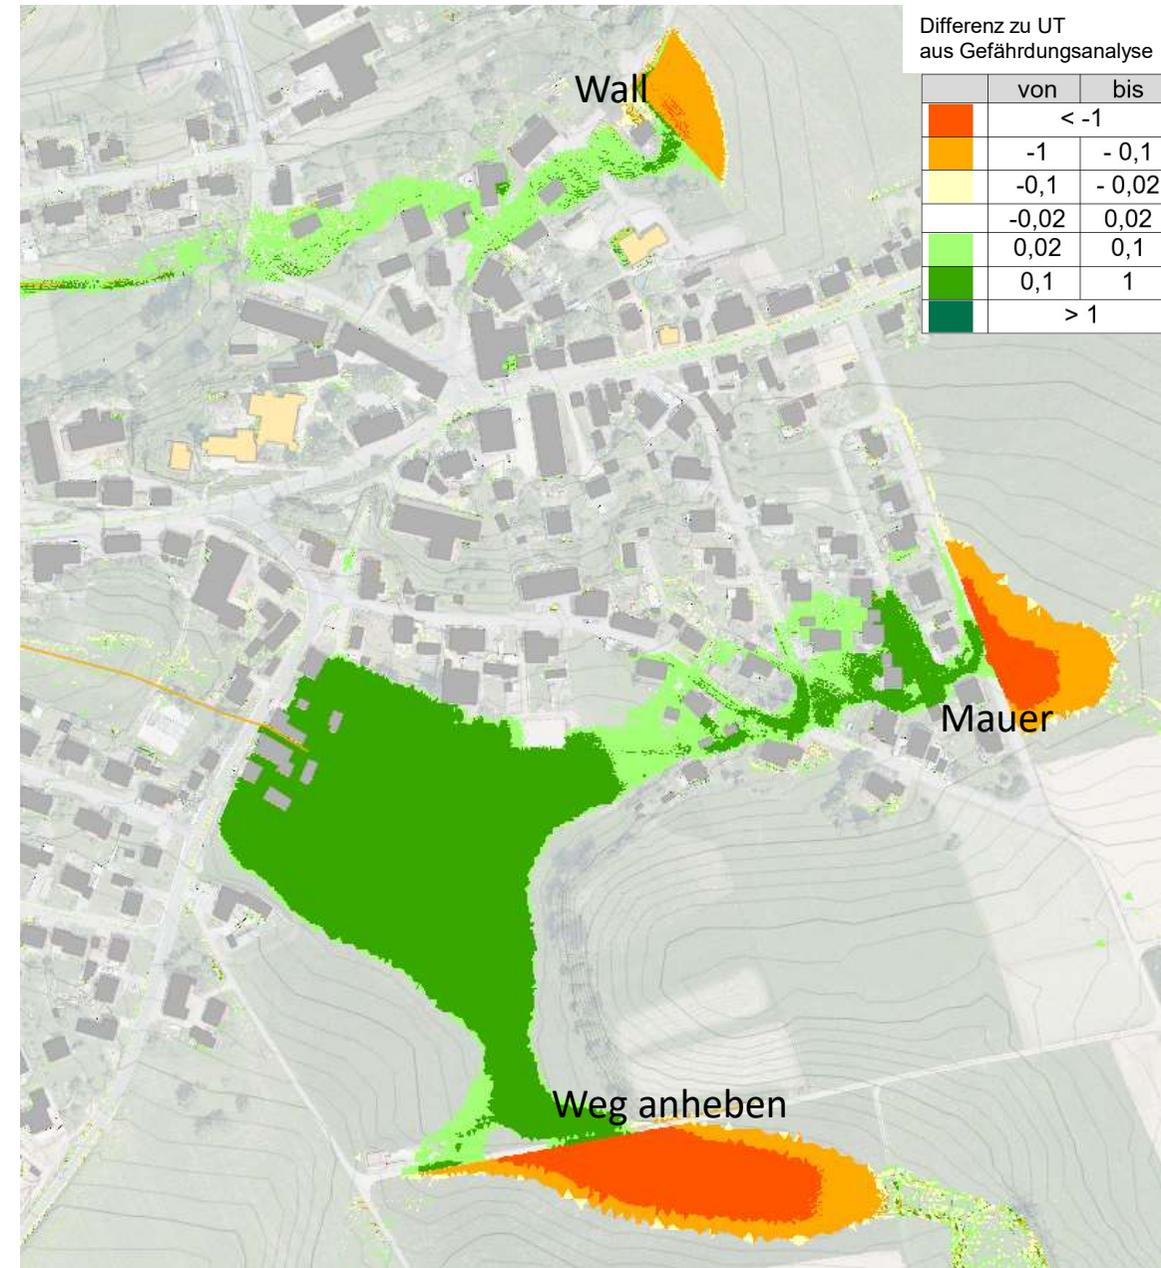 Differenz zu UT
aus Gefährdungsanalyse
von bis
< -1
-1 - 0,1
-0,1 - 0,02
-0,02 0,02
0,02 0,1
0,1 1
> 1
Wall
Mauer
Weg anheben